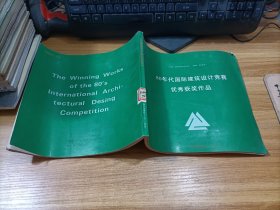 The Winning Works
of the 80's
International Archi-
tectural Desing
Competition
80年代国际建筑设计竞赛
优秀获奖作品